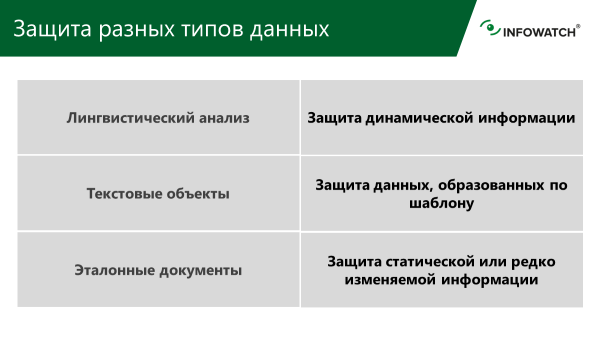 Защита разных типов данных
INFOWATCH®
Лингвистический анализ
Защита динамической информации
Текстовые объекты
Защита данных, образованных по
шаблону
Эталонные документы
Защита статической или редко
изменяемой информации